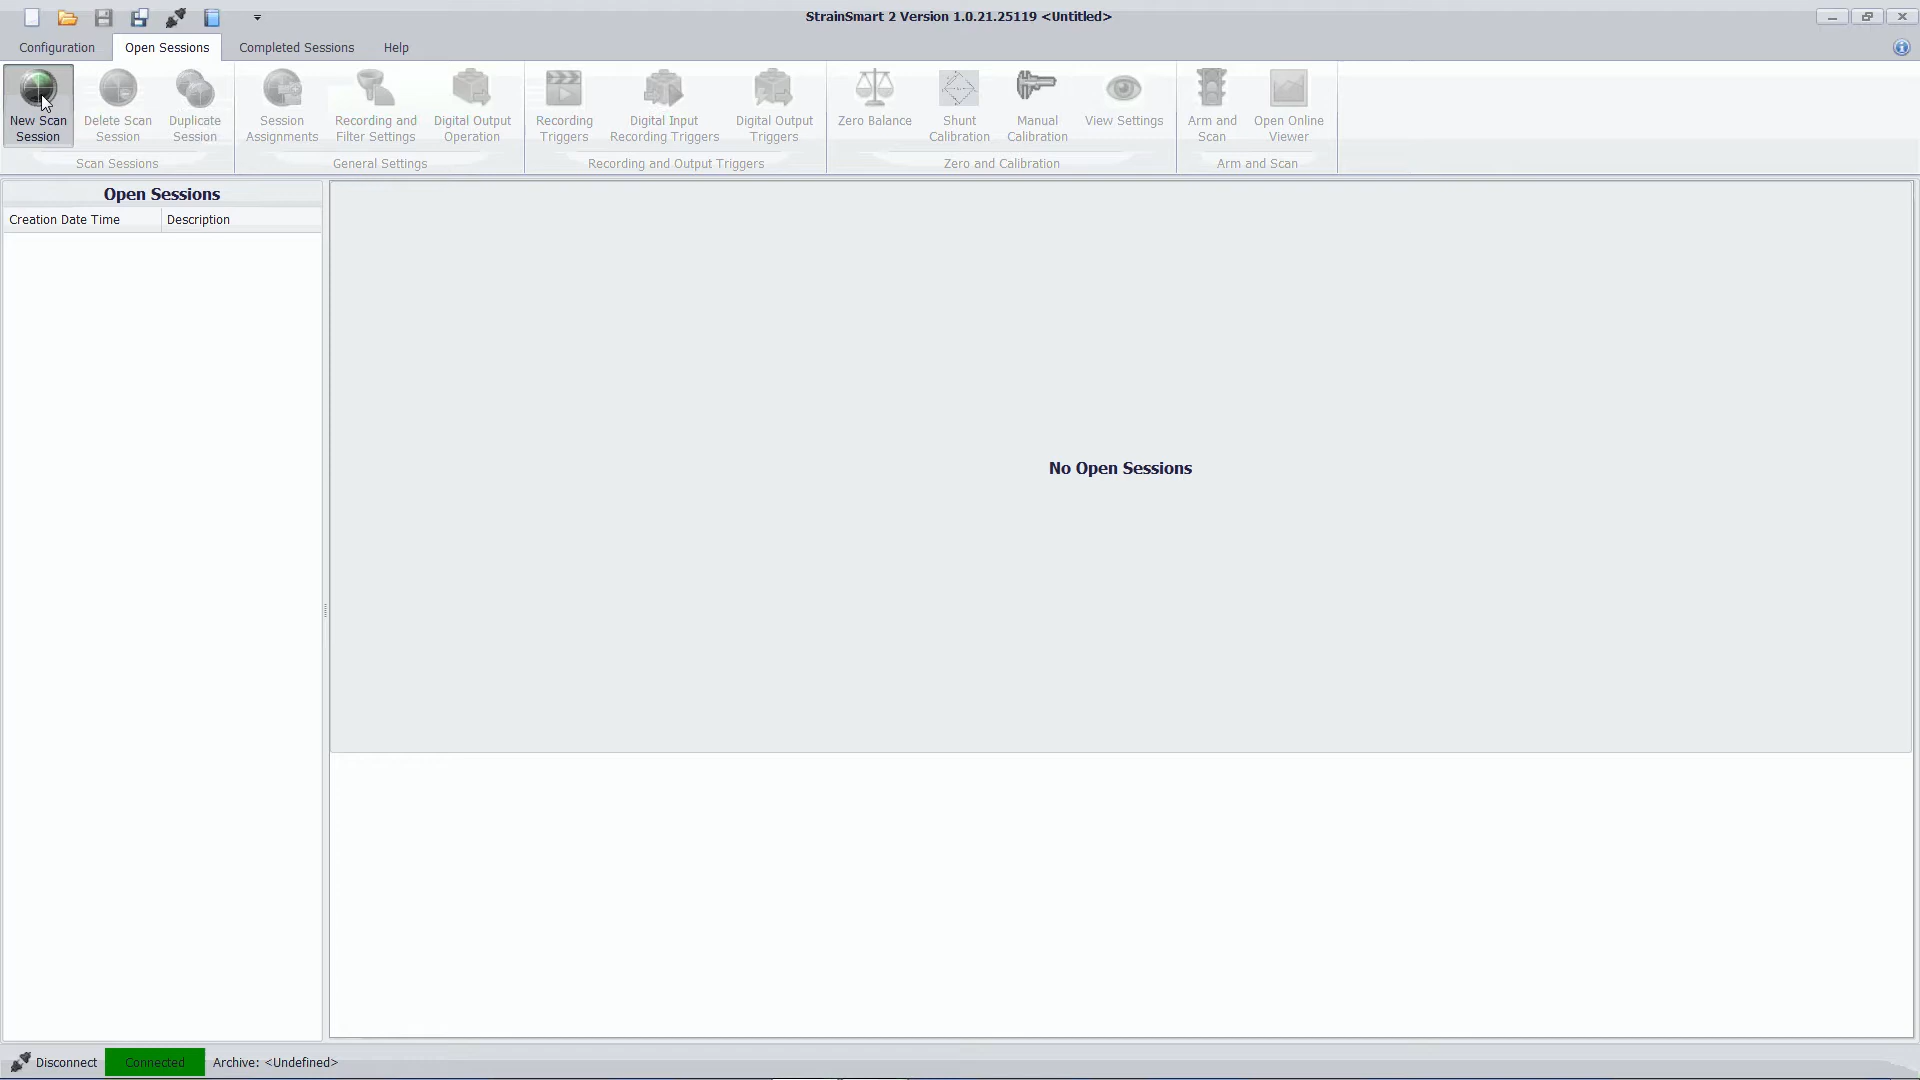 StrainSmart 2 Version 1.0.21.25119 <Untitled>
Configuration
Open Sessions
Completed Sessions
Help
New Scan
Session
Delete Scan
Session
Duplicate
Session
Session
Assignments
Recording and
Filter Settings
Digital Output
Operation
Recording
Triggers
Digital Input
Recording Triggers
Digital Output
Triggers
Zero Balance
Shunt
Calibration
Manual
Calibration
View Settings
Arm and
Scan
Open Online
Viewer
Scan Sessions
General Settings
Recording and Output Triggers
Zero and Calibration
Arm and Scan
Open Sessions
Creation Date Time
Description
No Open Sessions
Disconnect
Connected
Archive: <Undefined>